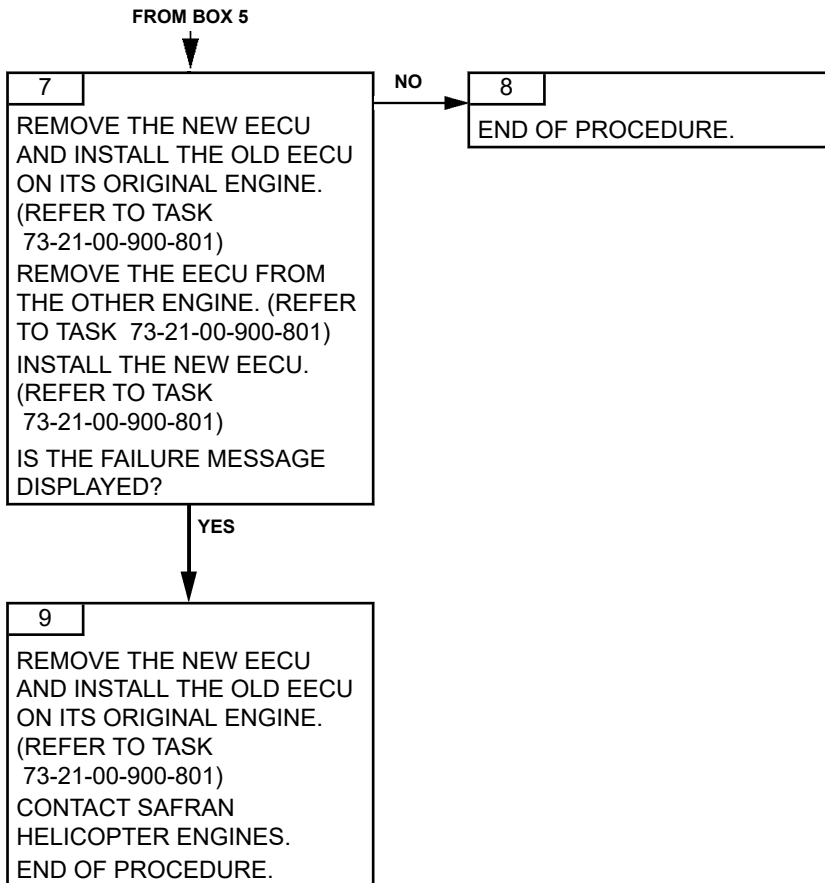 FROM BOX 5
7
REMOVE THE NEW EECU
AND INSTALL THE OLD EECU
ON ITS ORIGINAL ENGINE.
(REFER TO TASK
73-21-00-900-801)
REMOVE THE EECU FROM
THE OTHER ENGINE. (REFER
TO TASK 73-21-00-900-801)
INSTALL THE NEW EECU.
(REFER TO TASK
73-21-00-900-801)
IS THE FAILURE MESSAGE
DISPLAYED?
NO
8
END OF PROCEDURE.
YES
9
REMOVE THE NEW EECU
AND INSTALL THE OLD EECU
ON ITS ORIGINAL ENGINE.
(REFER TO TASK
73-21-00-900-801)
CONTACT SAFRAN
HELICOPTER ENGINES.
END OF PROCEDURE.